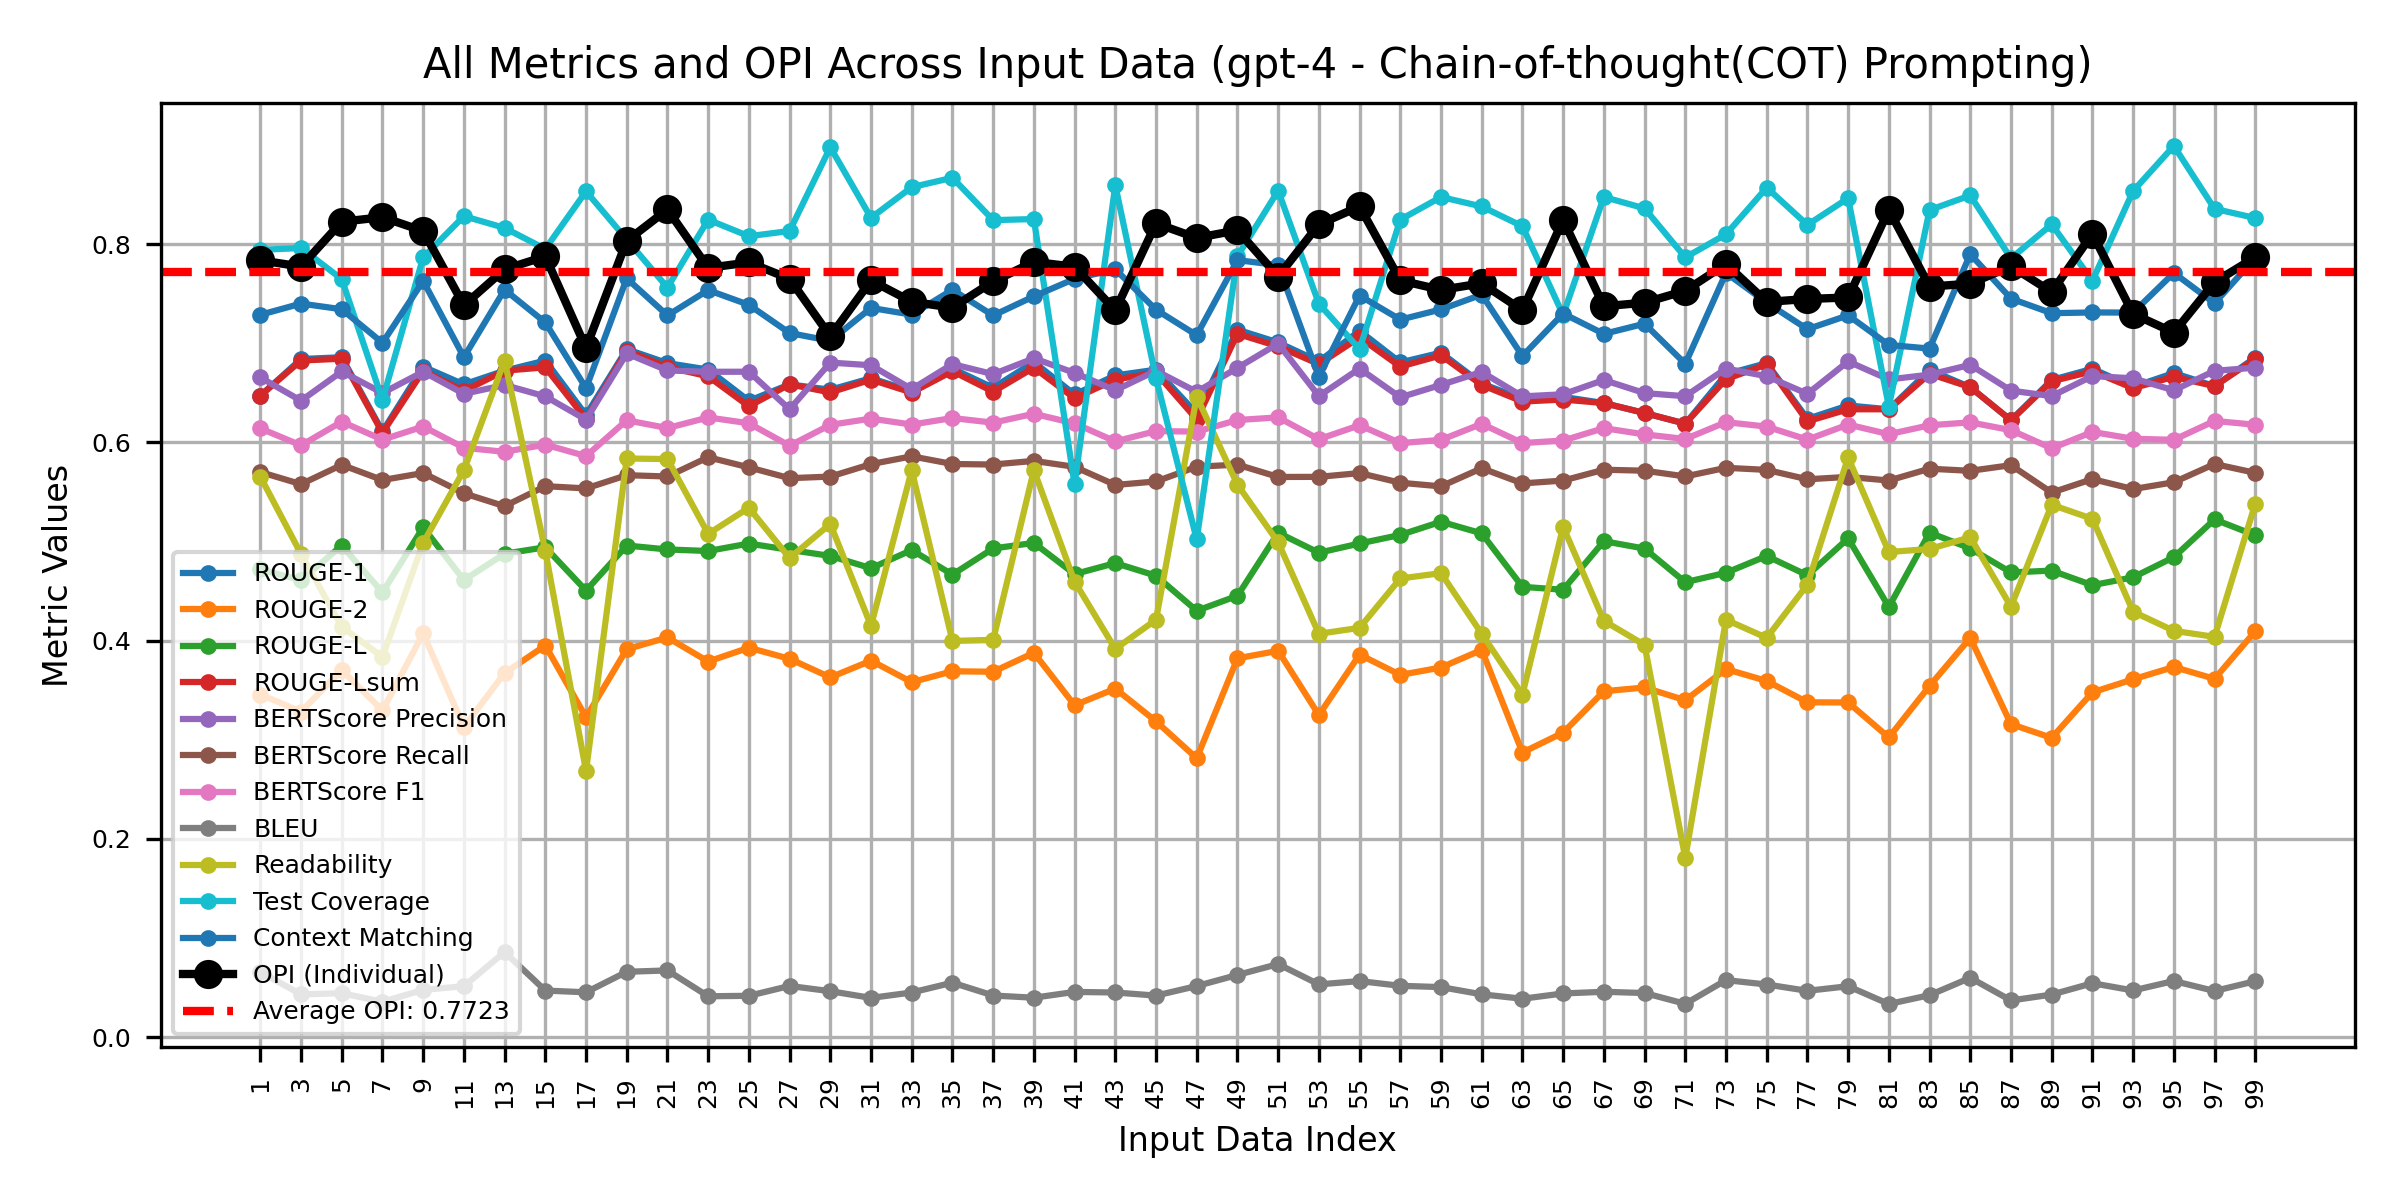 All Metrics and OPI Across Input Data (gpt-4 - Chain-of-thought(COT) Prompting)
Metric Values
0.8
0.6
0.4
0.2
0.0
ROUGE-1
ROUGE-2
ROUGE-L
ROUGE-Lsum
BERTScore Precision
BERTScore Recall
BERTScore F1
BLEU
Readability
Test Coverage
Context Matching
OPI (Individual)
Average OPI: 0.7723
1 3 5 7 9 11 13 15 17 19 21 23 25 27 29 31 33 35 37 39 41 43 45 47 49 51 53 55 57 59 61 63 65 67 69 71 73 75 77 79 81 83 85 87 89 91 93 95 97 99
Input Data Index